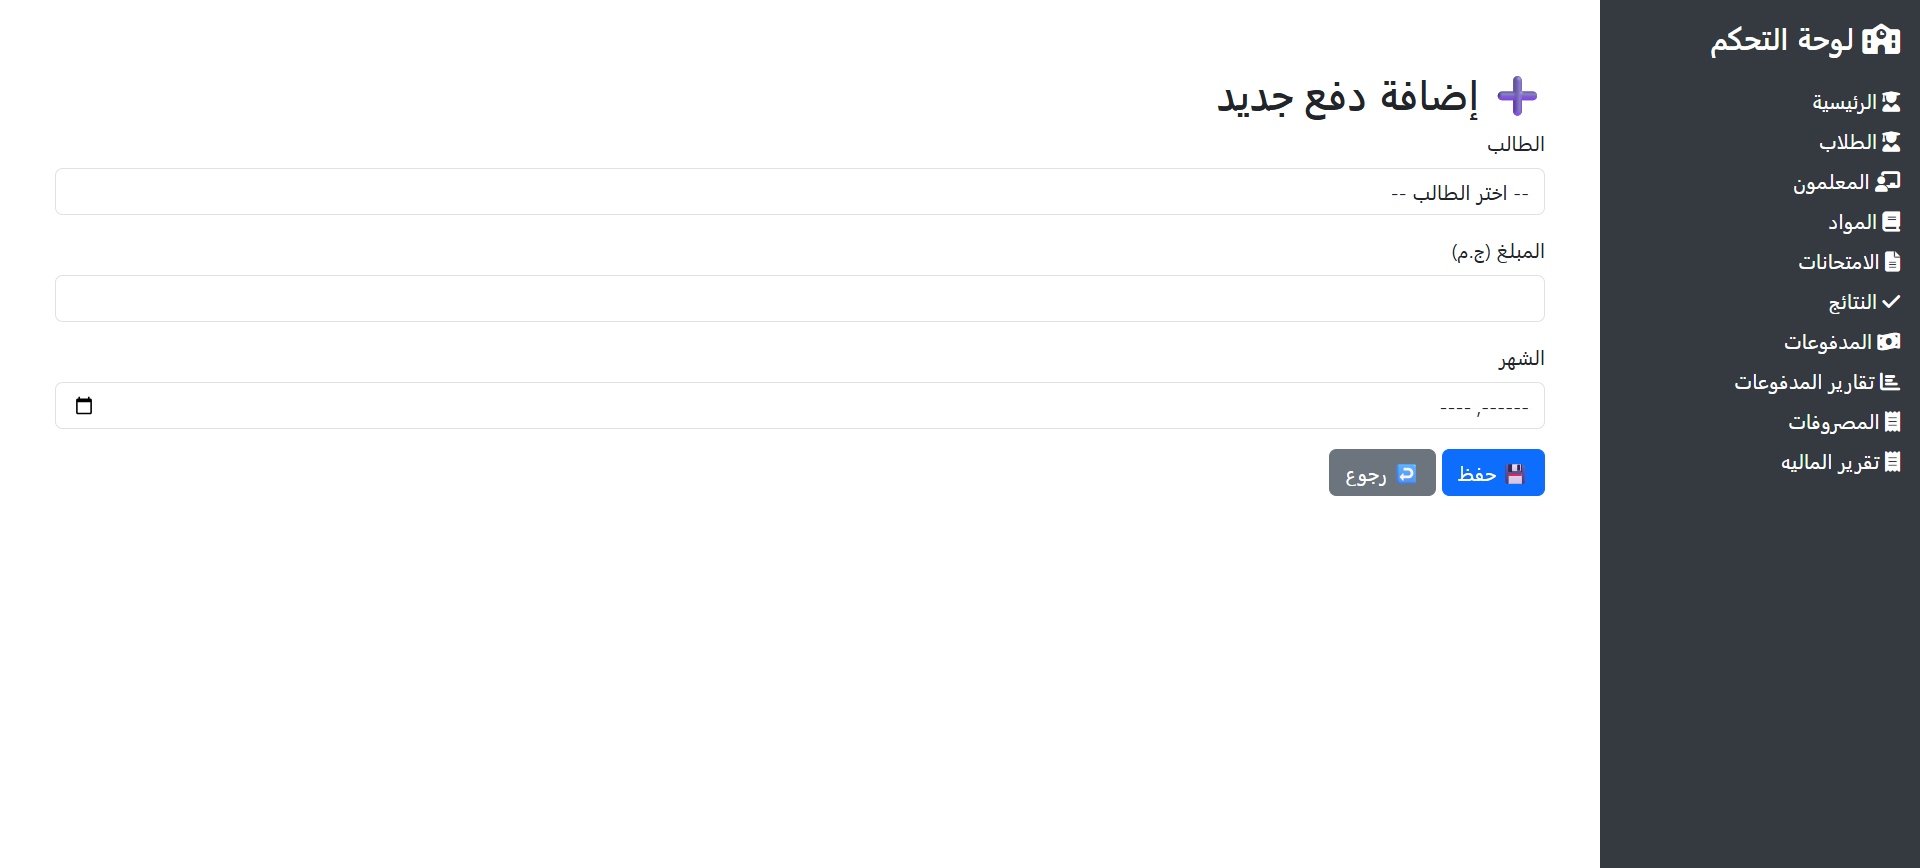 لوحة التحكم
الرئيسية
الطلاب
المعلمون
المواد
الامتحانات
النتائج
المدفوعات
تقارير المدفوعات
المصروفات
تقرير الماليه
➕ إضافة دفع جديد
الطالب
-- اختر الطالب --
المبلغ (ج.م)
الشهر
------, ----
💾 حفظ
↩️ رجوع